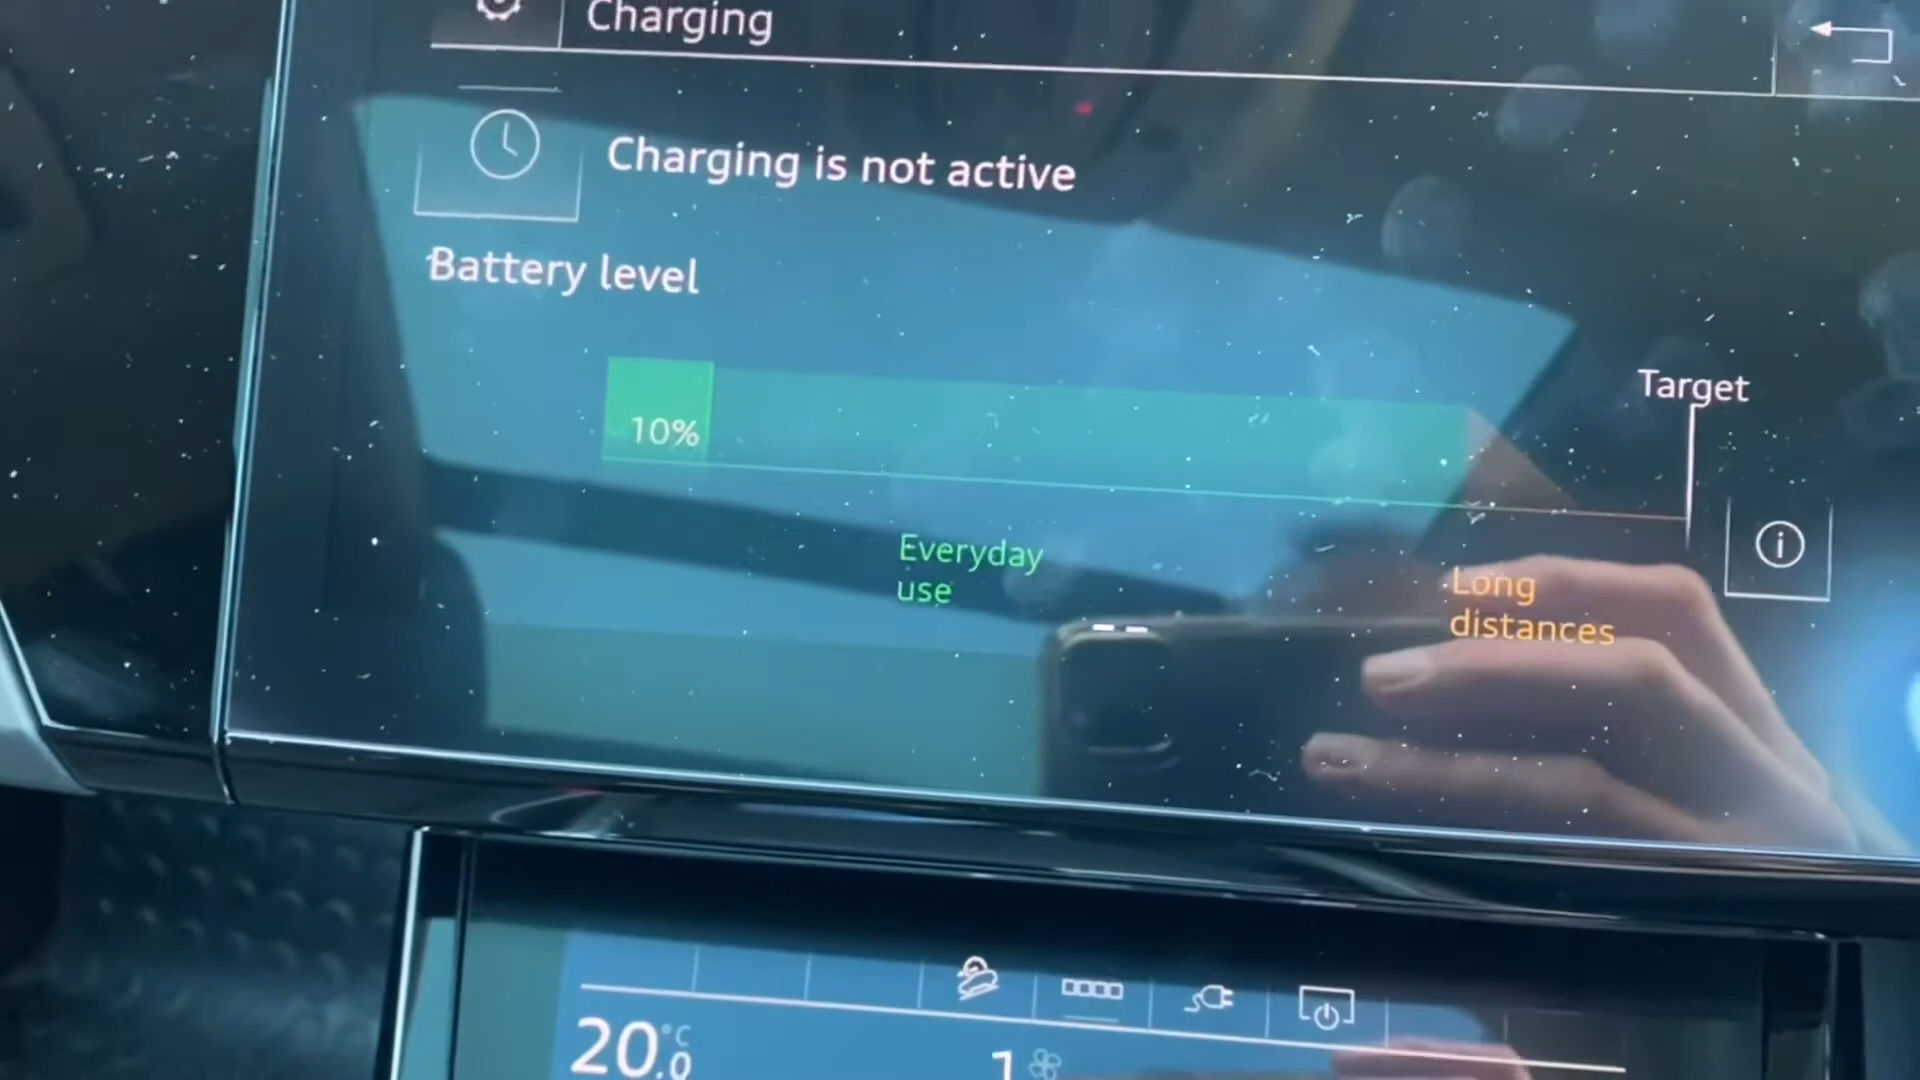 Charging
Charging is not active
Battery level
Target
10%
Everyday
use
Long
distances
20.0 °C
1